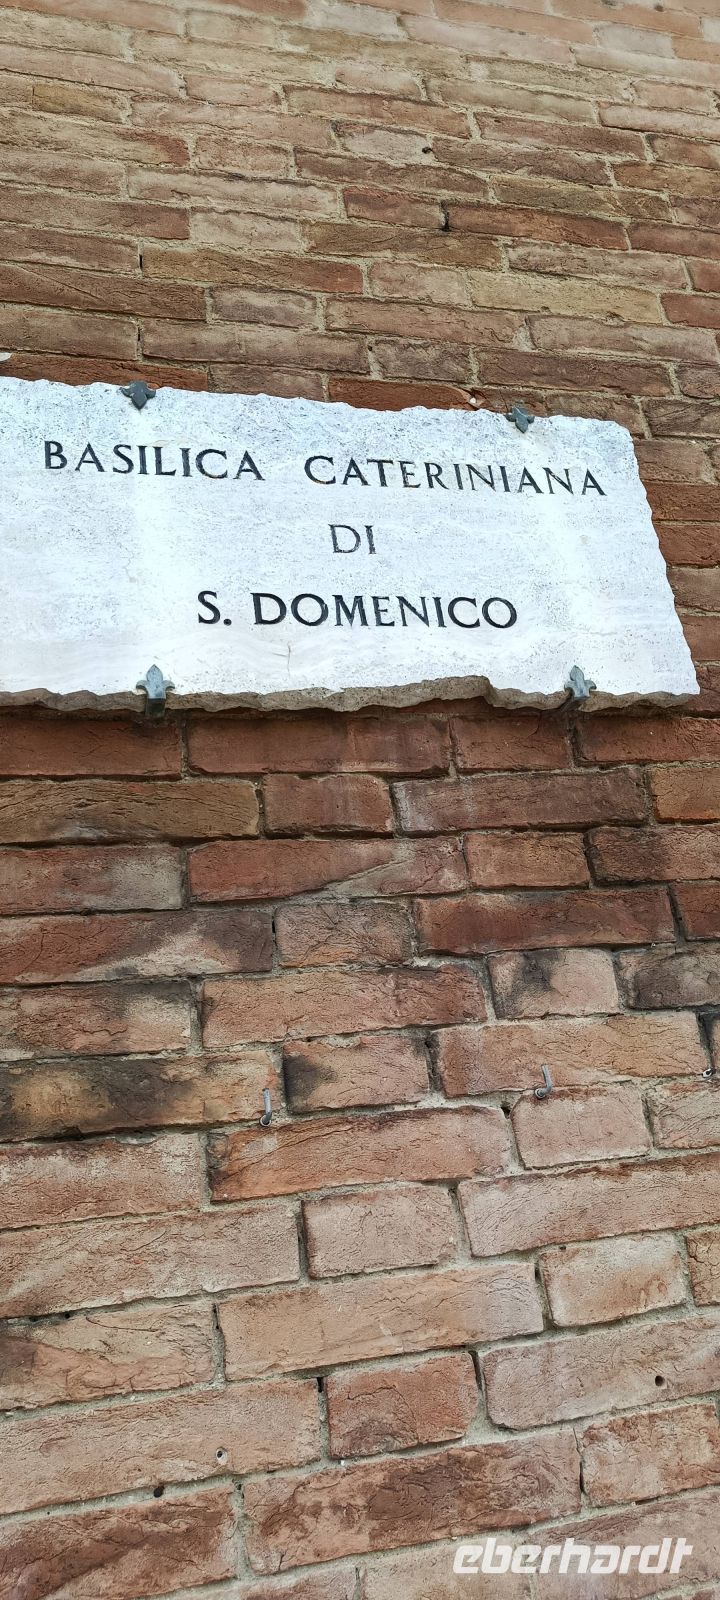 BASILICA CATERINIANA
DI
S. DOMENICO
eberhardt